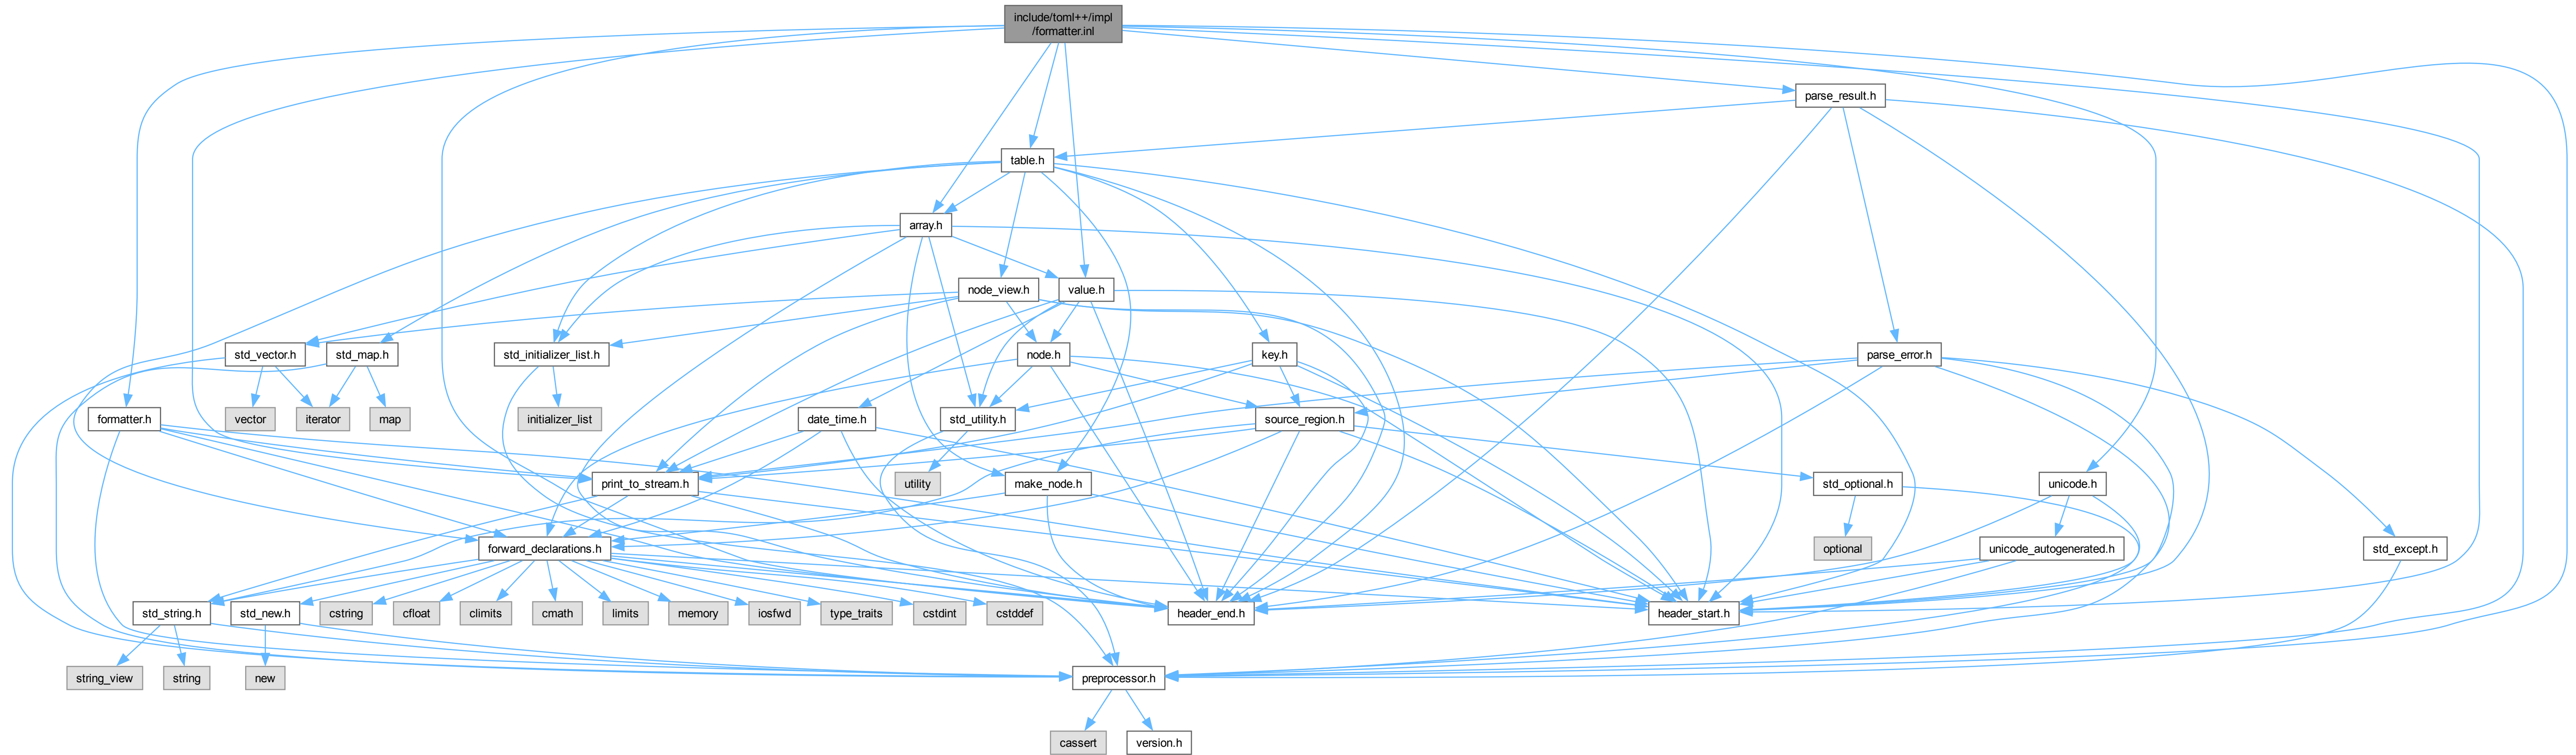 include/toml++/impl
/formatter.inl
parse_result.h
table.h
array.h
node_view.h
value.h
std_vector.h
std_map.h
std_initializer_list.h
node.h
key.h
parse_error.h
formatter.h
vector
iterator
map
initializer_list
date_time.h
std_utility.h
source_region.h
print_to_stream.h
utility
make_node.h
std_optional.h
unicode.h
forward_declarations.h
optional
unicode_autogenerated.h
std_except.h
std_string.h
std_new.h
cstring
cfloat
climits
cmath
limits
memory
iosfwd
type_traits
cstdint
cstddef
header_end.h
header_start.h
string_view
string
new
preprocessor.h
cassert
version.h